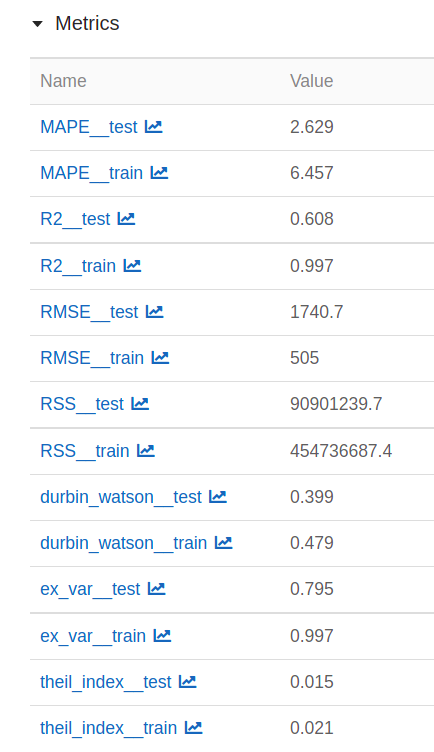 Metrics
Name Value
MAPE__test 2.629
MAPE__train 6.457
R2__test 0.608
R2__train 0.997
RMSE__test 1740.7
RMSE__train 505
RSS__test 90901239.7
RSS__train 454736687.4
durbin_watson__test 0.399
durbin_watson__train 0.479
ex_var__test 0.795
ex_var__train 0.997
theil_index__test 0.015
theil_index__train 0.021